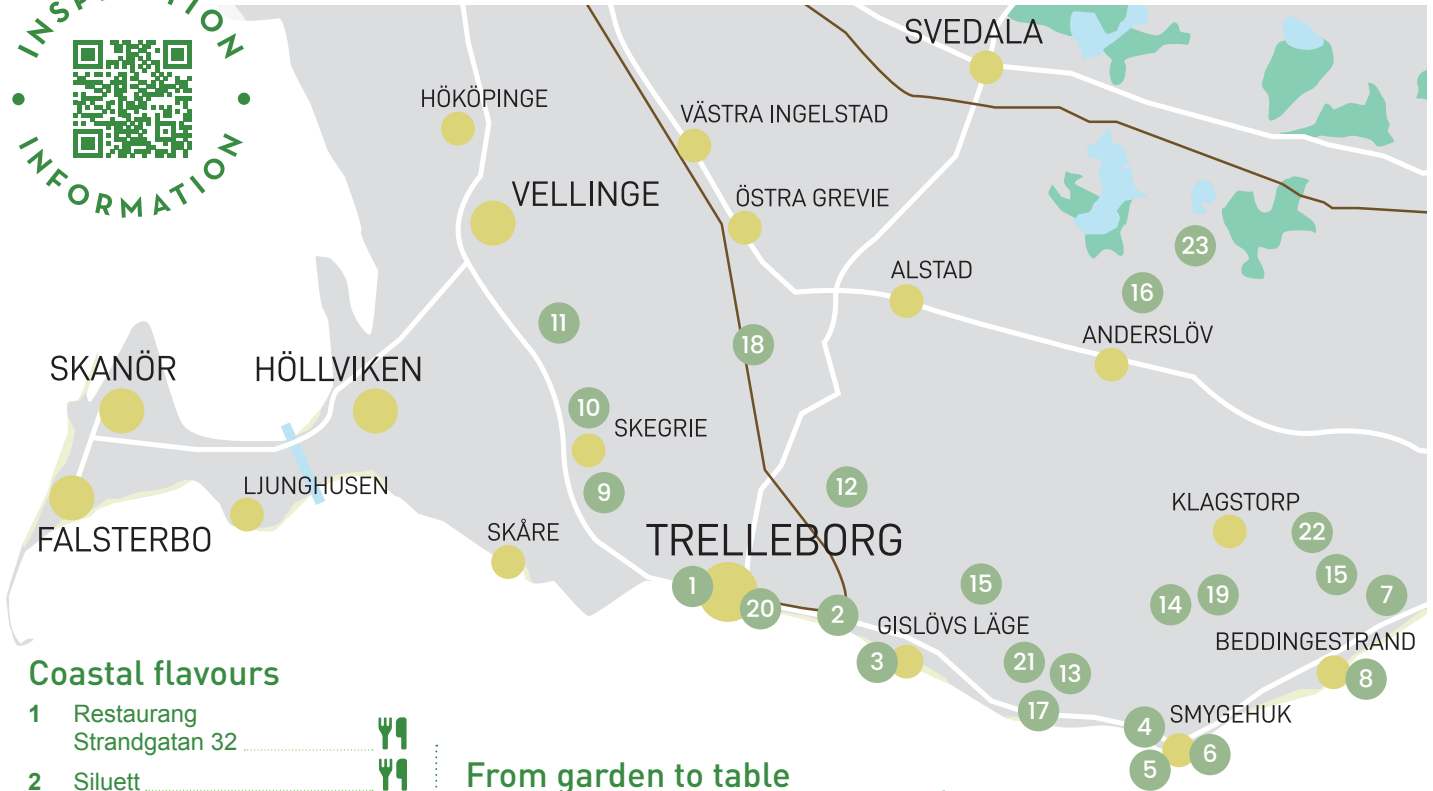 INSPIRATION
INFORMATION
SVEDALA
HÖKÖPINGE
VÄSTRA INGELSTAD
VELLINGE
ÖSTRA GREVIE
23
ALSTAD
16
11
ANDERSLÖV
18
SKANÖR
HÖLLVIKEN
10
SKEGRIE
LJUNGHUSEN
9
12
KLAGSTORP
FALSTERBO
SKÅRE
TRELLEBORG
22
15
15
1
20
2
14
19
7
GISLÖVS LÄGE
BEDDINGESTRAND
3
21
13
8
17
4
SMYGEHUK
5
6
Coastal flavours
1 Restaurang
Strandgatan 32
2 Siluett
From garden to table